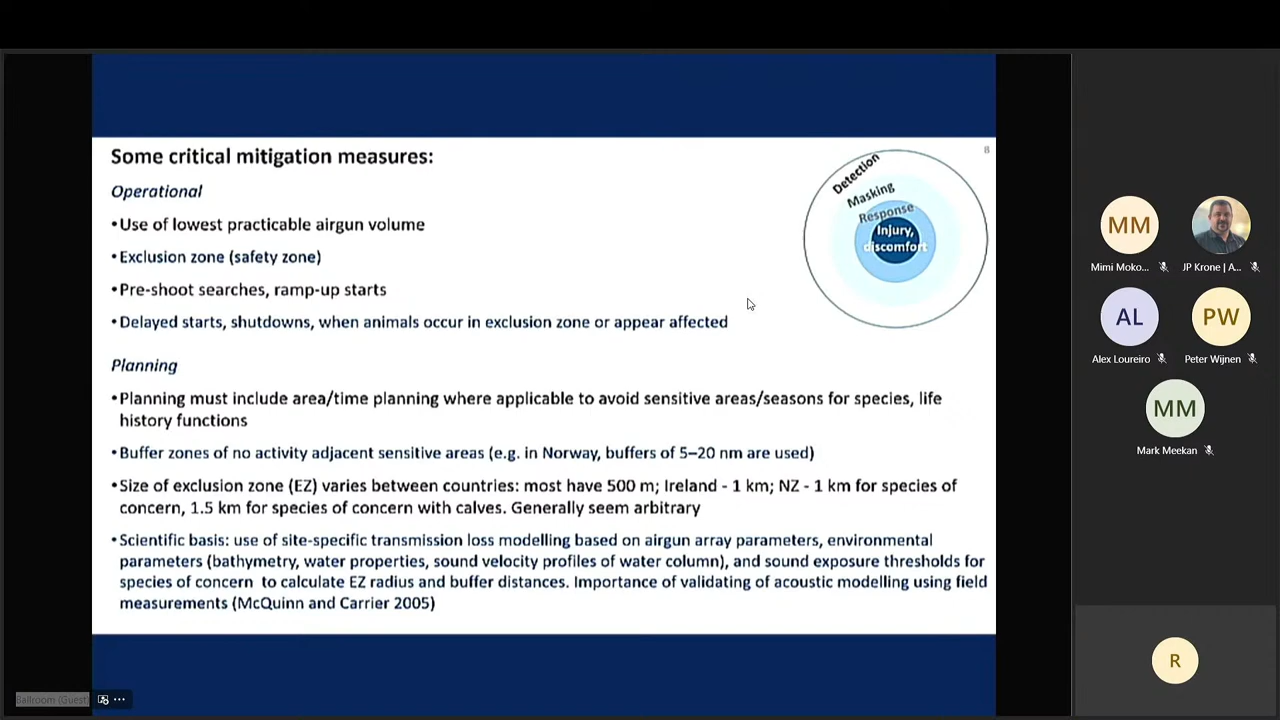 Some critical mitigation measures:
8
Detection
Masking
Response
Injury,
discomfort
Operational
•Use of lowest practicable airgun volume
•Exclusion zone (safety zone)
•Pre-shoot searches, ramp-up starts
•Delayed starts, shutdowns, when animals occur in exclusion zone or appear affected
Planning
•Planning must include area/time planning where applicable to avoid sensitive areas/seasons for species, life
history functions
•Buffer zones of no activity adjacent sensitive areas (e.g. in Norway, buffers of 5–20 nm are used)
•Size of exclusion zone (EZ) varies between countries: most have 500 m; Ireland - 1 km; NZ - 1 km for species of
concern, 1.5 km for species of concern with calves. Generally seem arbitrary
•Scientific basis: use of site-specific transmission loss modelling based on airgun array parameters, environmental
parameters (bathymetry, water properties, sound velocity profiles of water column), and sound exposure thresholds for
species of concern to calculate EZ radius and buffer distances. Importance of validating of acoustic modelling using field
measurements (McQuinn and Carrier 2005)
MM
Mimi Moko...
JP Krone | A...
AL
Alex Loureiro
PW
Peter Wijnen
MM
Mark Meekan
R
Ballroom (Guest)